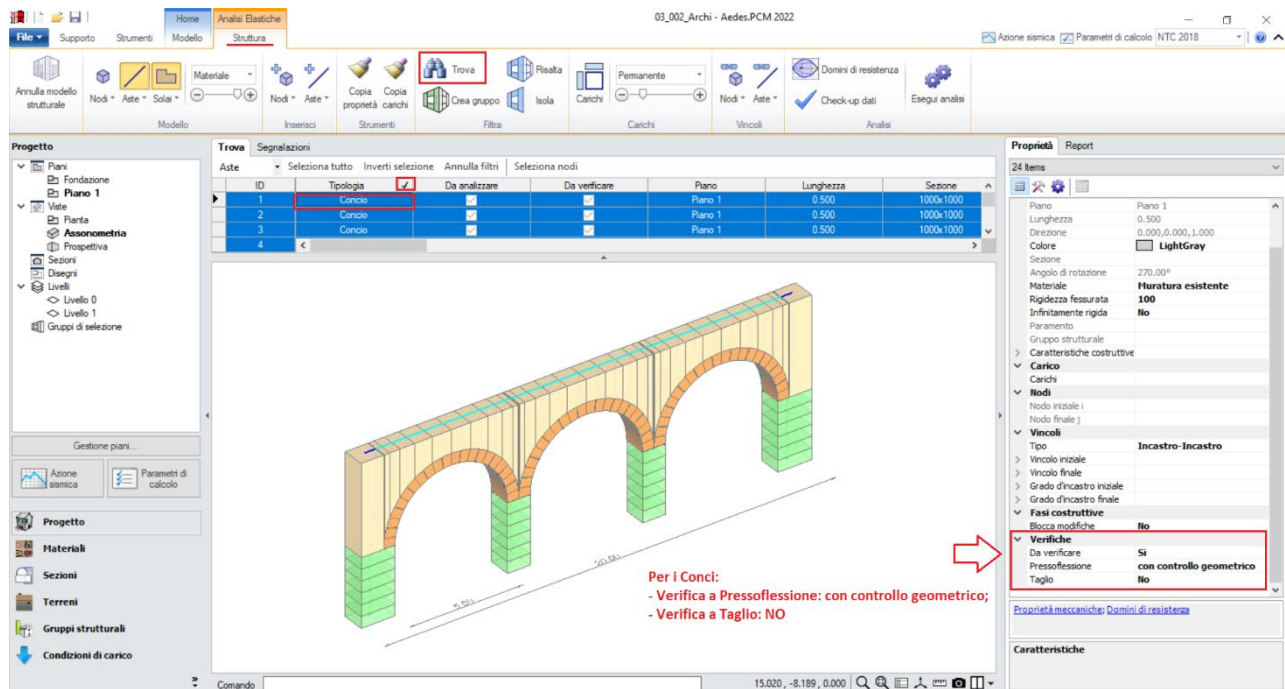 03_002_Archi - Aedes.PCM 2022
Home
Analisi Elastiche
File
Supporto
Strumenti
Modello
Struttura
Azione sismica
Parametri di calcolo
NTC 2018
Annulla modello strutturale
Nodi
Aste
Solai
Materiale
Modello
Nodi
Aste
Inserisci
Copia proprietà
Copia carichi
Strumenti
Trova
Crea gruppo
Risalta
Isola
Filtra
Carichi
Permanente
Carichi
Nodi
Aste
Vincoli
Domini di resistenza
Check-up dati
Esegui analisi
Analisi
Progetto
Piani
Fondazione
Piano 1
Viste
Pianta
Assonometria
Prospettiva
Sezioni
Disegni
Livelli
Livello 0
Livello 1
Gruppi di selezione
Gestione piani...
Azione sismica
Parametri di calcolo
Progetto
Materiali
Sezioni
Terreni
Gruppi strutturali
Condizioni di carico
Trova
Segnalazioni
Aste
Seleziona tutto
Inverti selezione
Annulla filtri
Seleziona nodi
ID Tipologia Da analizzare Da verificare Piano Lunghezza Sezione
1 Concio Piano 1 0.500 1000x1000
2 Concio Piano 1 0.500 1000x1000
3 Concio Piano 1 0.500 1000x1000
4
Per i Conci:
- Verifica a Pressoflessione: con controllo geometrico;
- Verifica a Taglio: NO
Comando
15.020 , -8.189 , 0.000
Proprietà
Report
24 Items
Piano Piano 1
Lunghezza 0.500
Direzione 0.000,0.000,1.000
Colore LightGray
Sezione
Angolo di rotazione 270.00°
Materiale Muratura esistente
Rigidezza fessurata 100
Infinitamente rigida No
Paramento
Gruppo strutturale
Caratteristiche costruttive
Carico
Carichi
Nodi
Nodo iniziale i
Nodo finale j
Vincoli
Tipo Incastro-Incastro
Vincolo iniziale
Vincolo finale
Grado d'incastro iniziale
Grado d'incastro finale
Fasi costruttive
Blocca modifiche No
Verifiche
Da verificare Sì
Pressoflessione con controllo geometrico
Taglio No
Proprietà meccaniche; Domini di resistenza
Caratteristiche